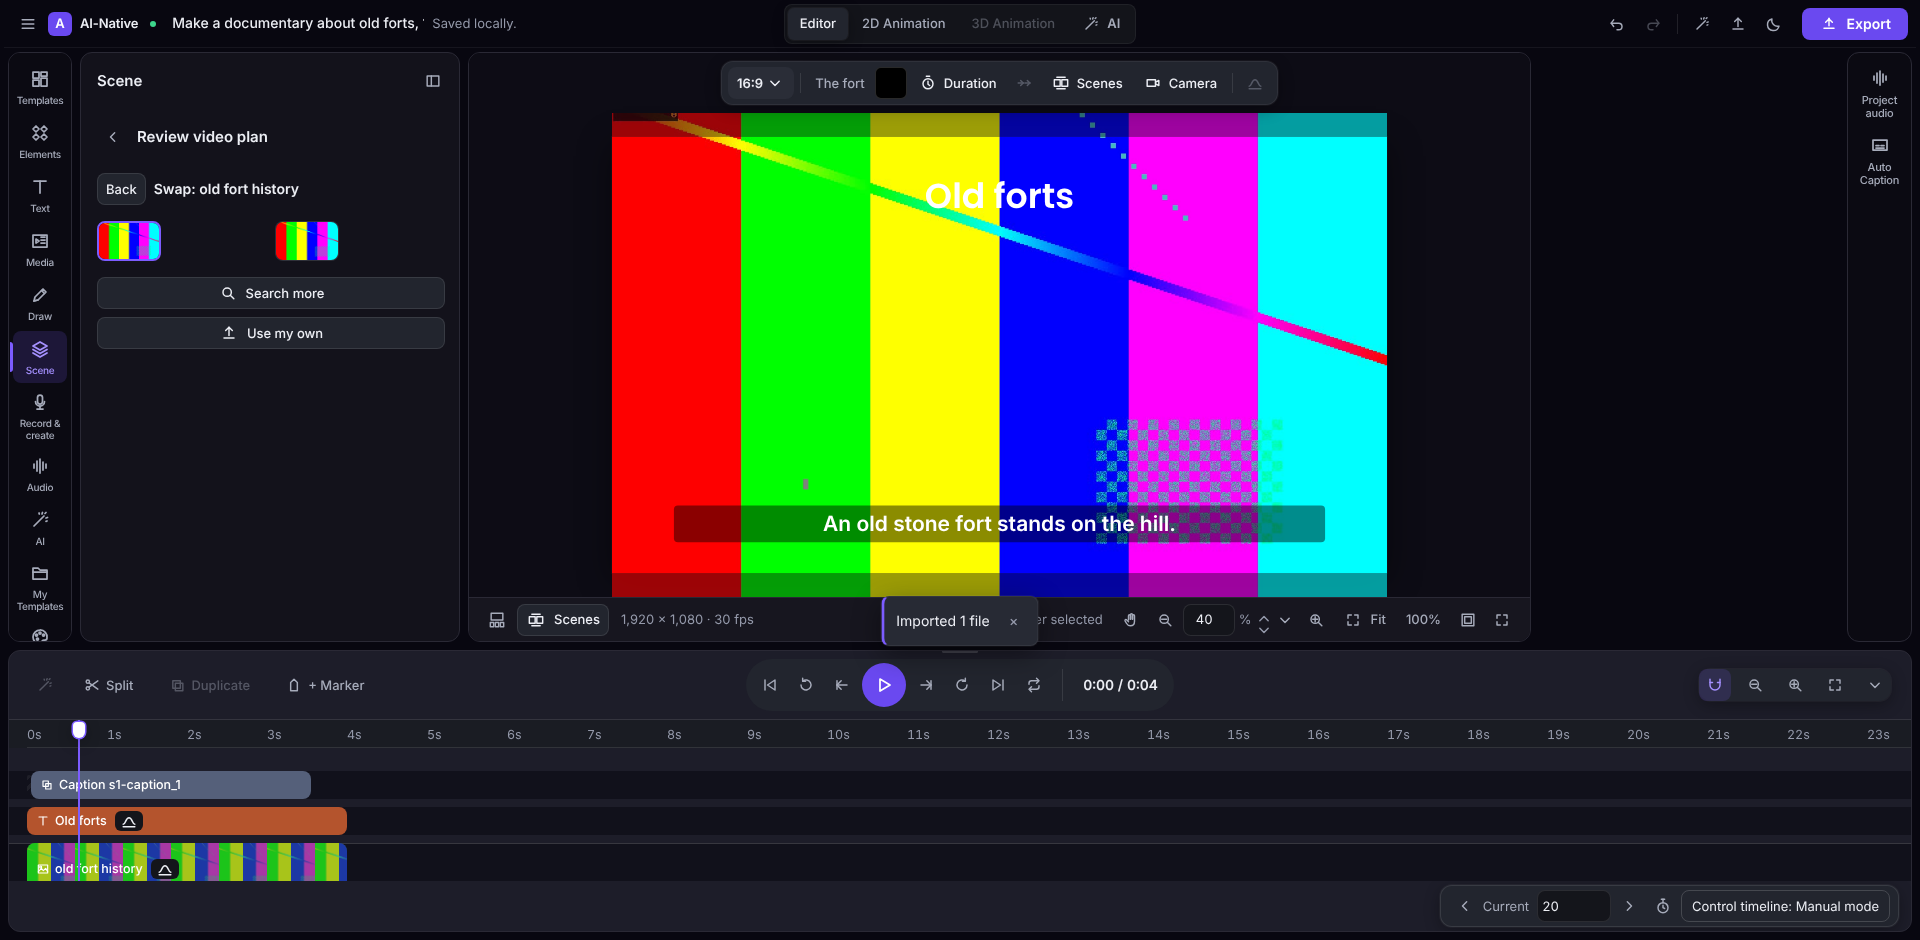 A AI-Native
Make a documentary about old forts,
Saved locally.
Editor
2D Animation
3D Animation
AI
Export
Templates
Elements
Text
Media
Draw
Scene
Record & create
Audio
AI
My Templates
Scene
Review video plan
Back
Swap: old fort history
Search more
Use my own
16:9
The fort
Duration
Scenes
Camera
Old forts
An old stone fort stands on the hill.
Project audio
Auto Caption
Scenes
1,920 × 1,080 · 30 fps
Imported 1 file ×
selected
40 %
Fit
100%
Split
Duplicate
+ Marker
0:00 / 0:04
0s 1s 2s 3s 4s 5s 6s 7s 8s 9s 10s 11s 12s 13s 14s 15s 16s 17s 18s 19s 20s 21s 22s 23s
Caption s1-caption_1
Old forts
old fort history
Current 20
Control timeline: Manual mode